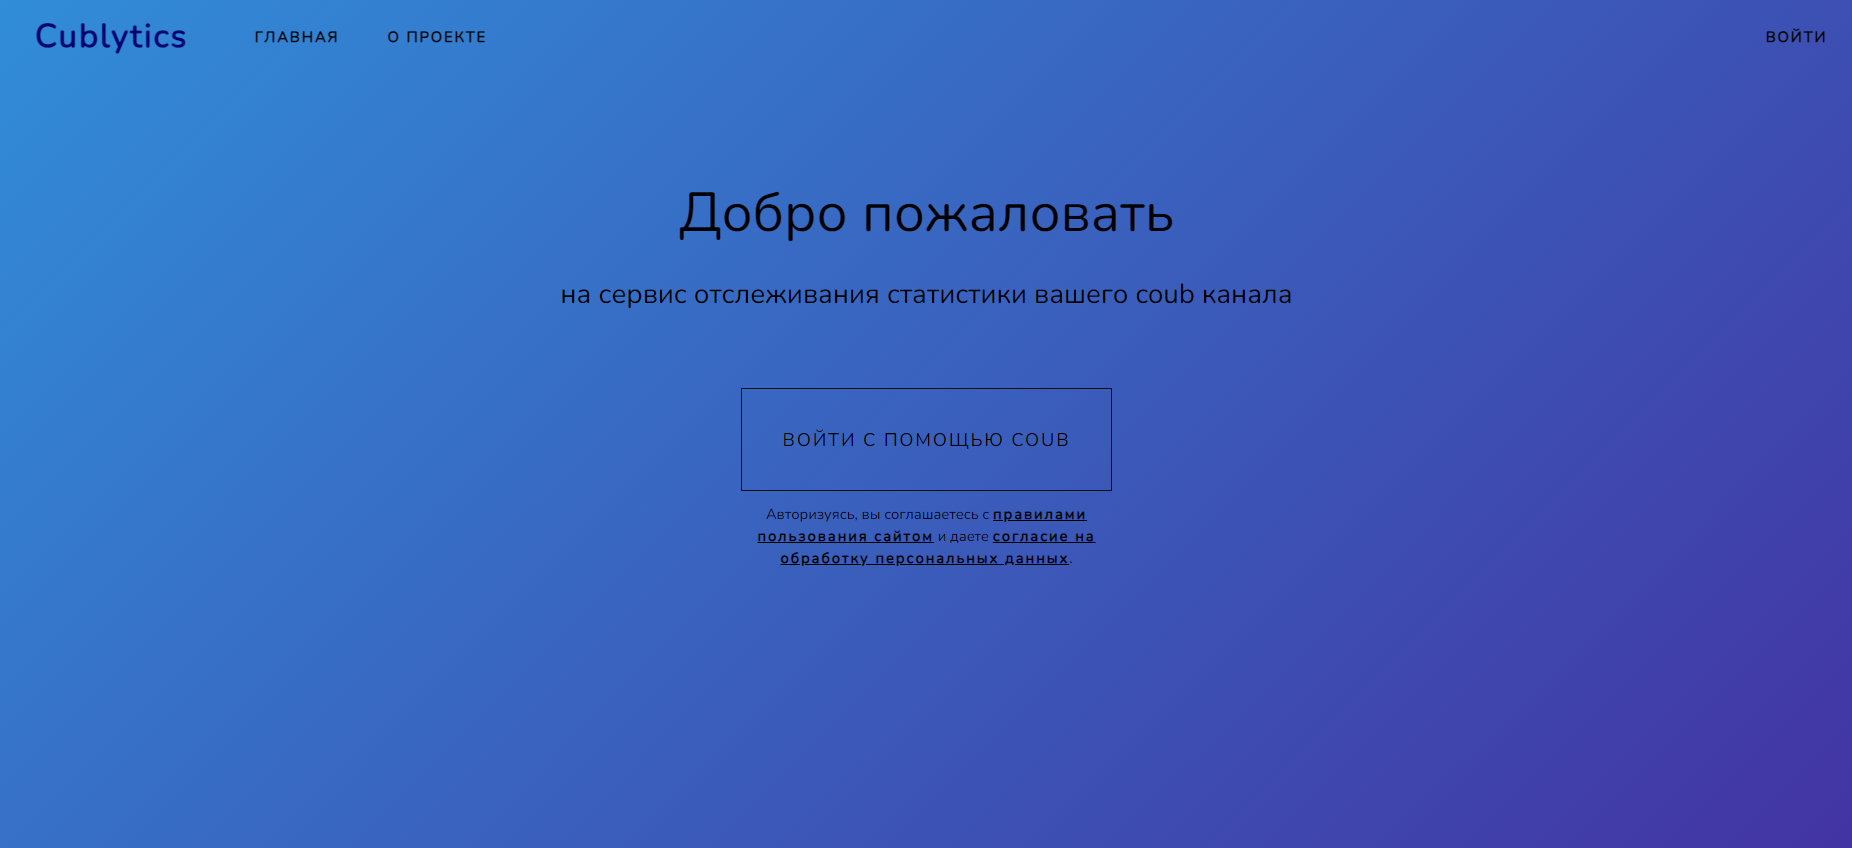 Cublytics
ГЛАВНАЯ
О ПРОЕКТЕ
ВОЙТИ
Добро пожаловать
на сервис отслеживания статистики вашего coub канала
ВОЙТИ С ПОМОЩЬЮ COUB
Авторизуясь, вы соглашаетесь с правилами
пользования сайтом и даете согласие на
обработку персональных данных.